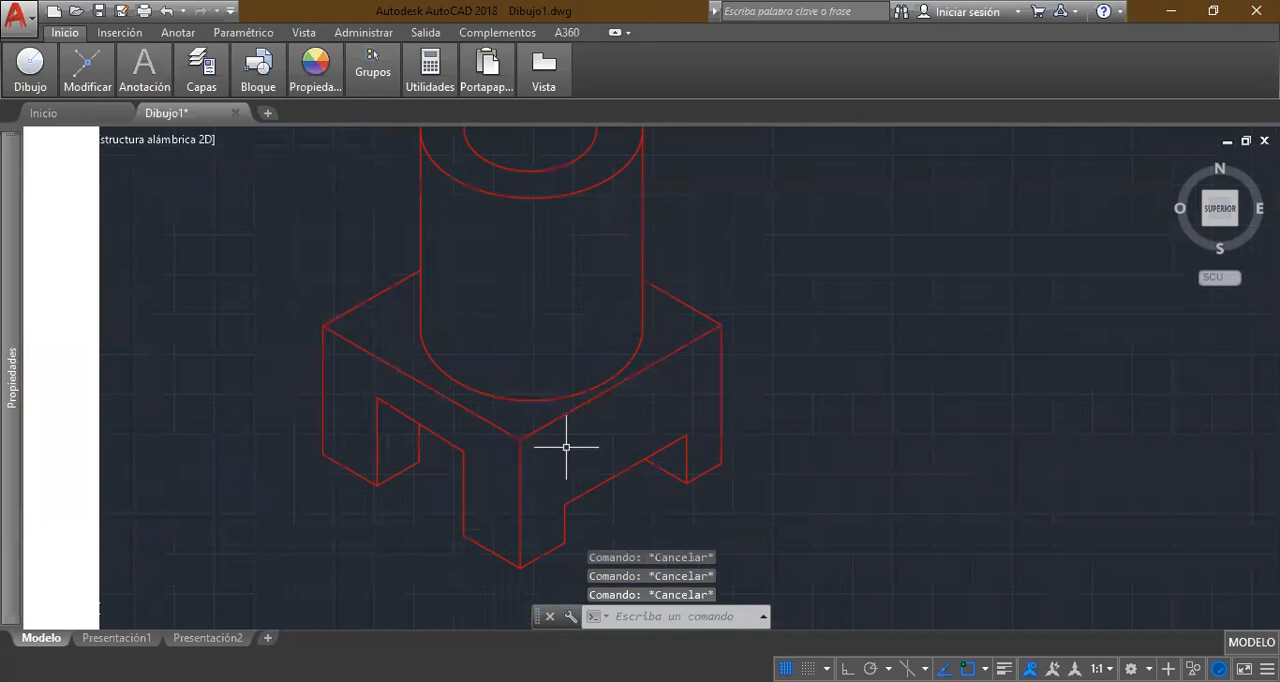 Autodesk AutoCAD 2018 Dibujo1.dwg
Escriba palabra clave o frase
Iniciar sesión
Inicio Inserción Anotar Paramétrico Vista Administrar Salida Complementos A360
Dibujo Modificar Anotación Capas Bloque Propieda... Grupos Utilidades Portapap... Vista
Inicio Dibujo1*
structura alámbrica 2D]
N
O SUPERIOR E
S
SCU
Propiedades
Comando: *Cancelar*
Comando: *Cancelar*
Comando: *Cancelar*
Escriba un comando
Modelo Presentación1 Presentación2
MODELO
1:1